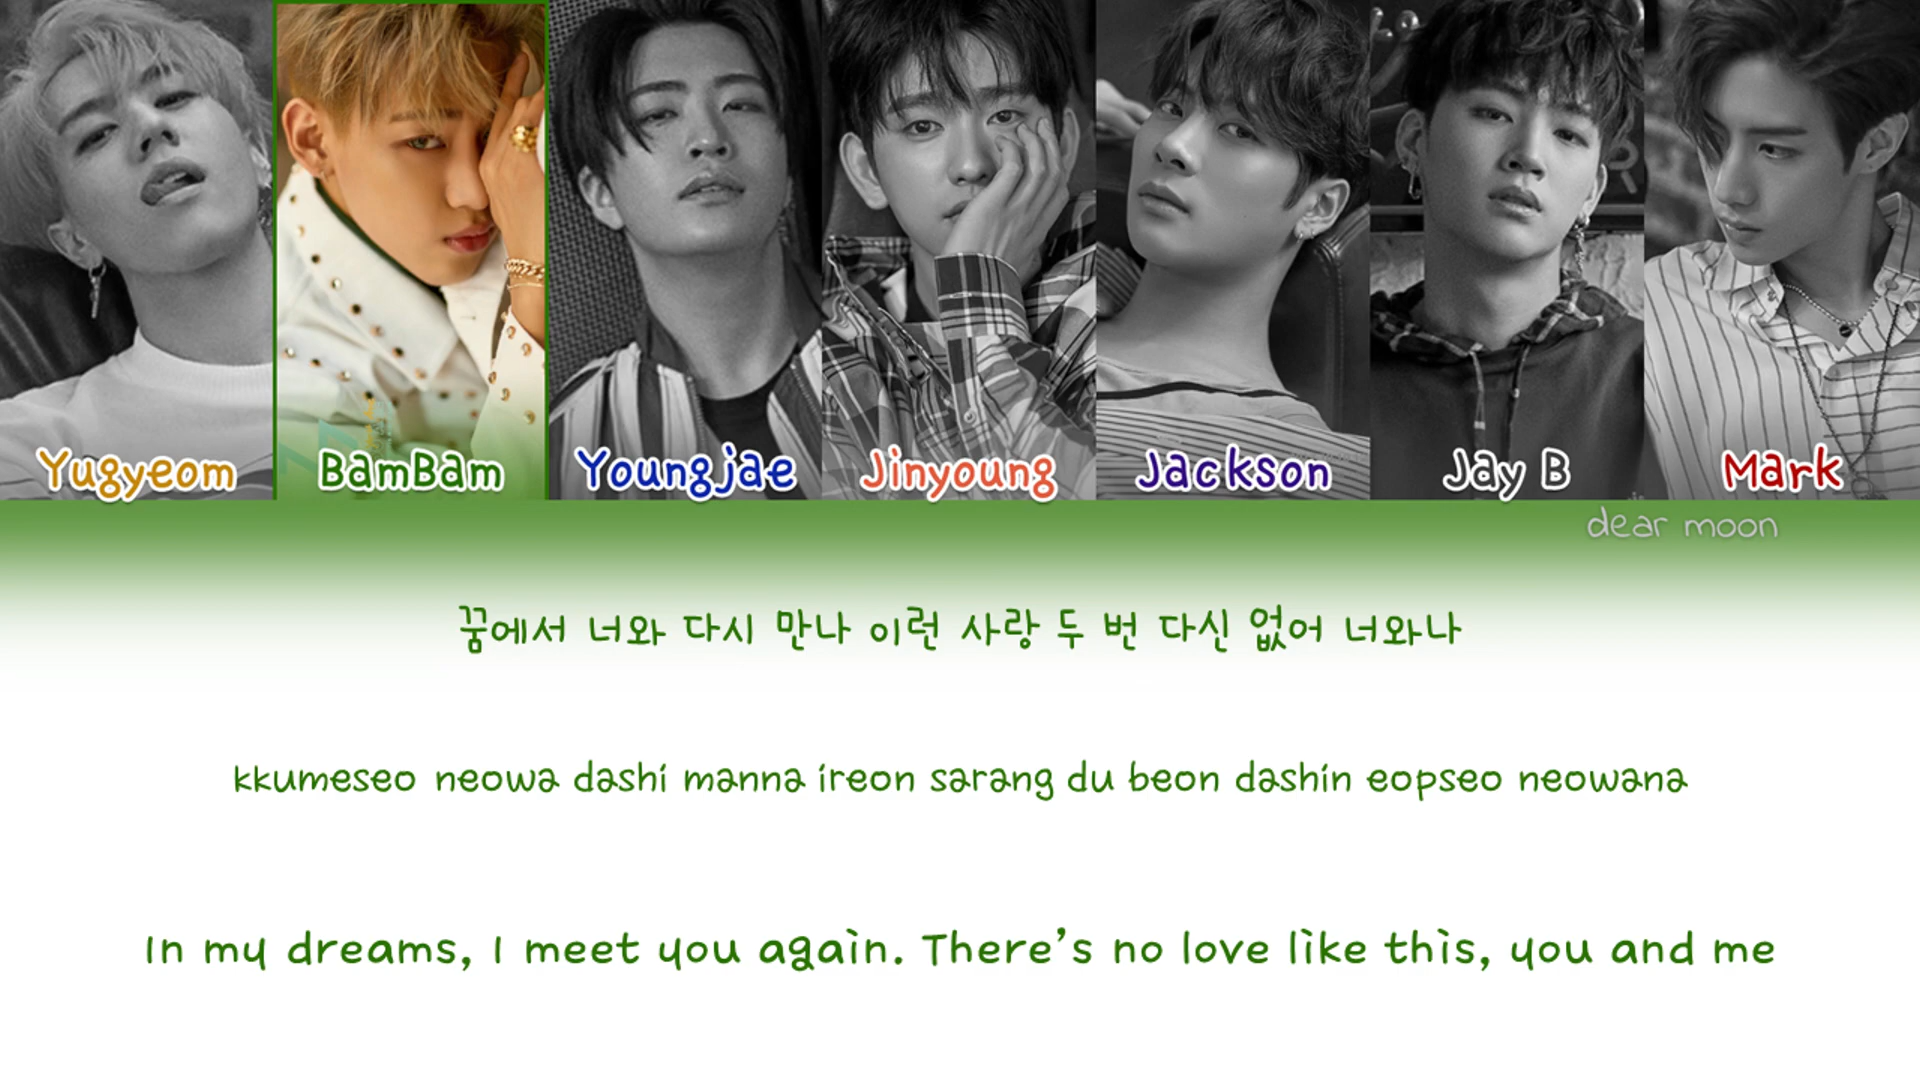 Yugyeom BamBam Youngjae Jinyoung Jackson Jay B Mark
dear moon
꿈에서 너와 다시 만나 이런 사랑 두 번 다신 없어 너와나
kkumeseo neowa dashi manna ireon sarang du beon dashin eopseo neowana
In my dreams, I meet you again. There's no love like this, you and me